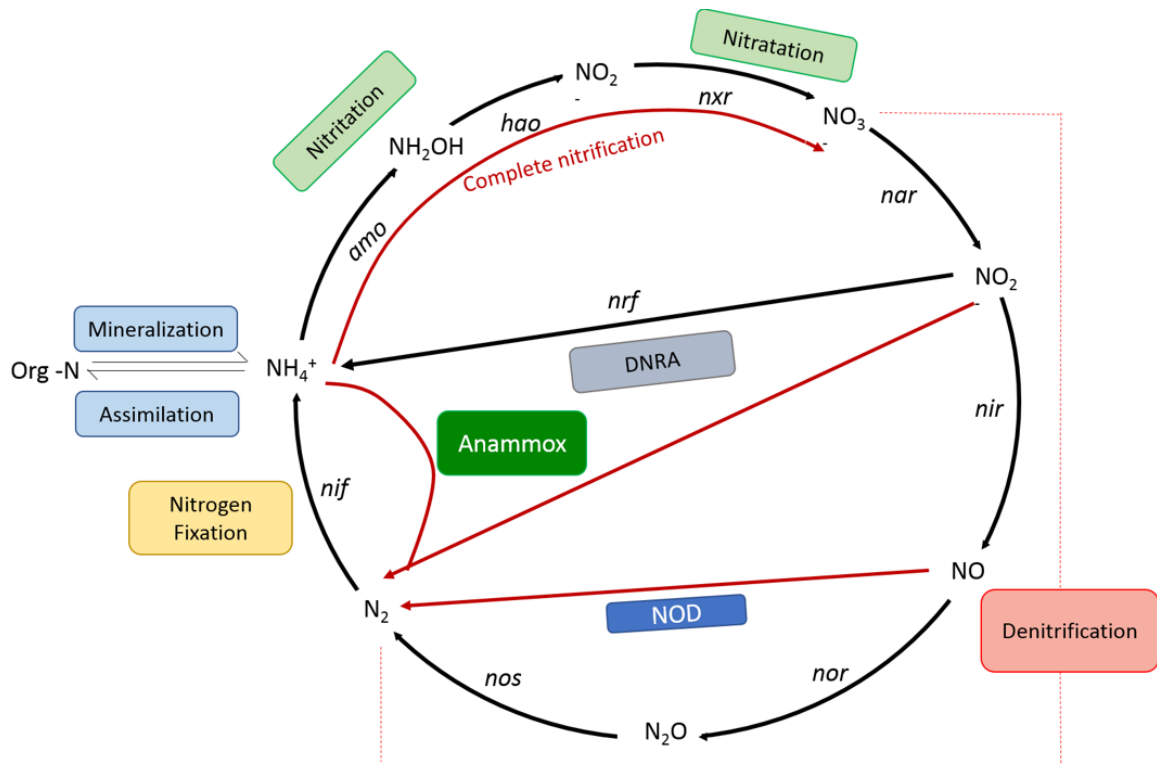 Nitratation
NO₂
-
nxr
NO₃
-
hao
Nitritation
NH₂OH
Complete nitrification
nar
amo
NO₂
-
nrf
Mineralization
DNRA
Org -N
NH₄⁺
Assimilation
nir
Anammox
nif
Nitrogen
Fixation
NO
N₂
NOD
Denitrification
nos
nor
N₂O